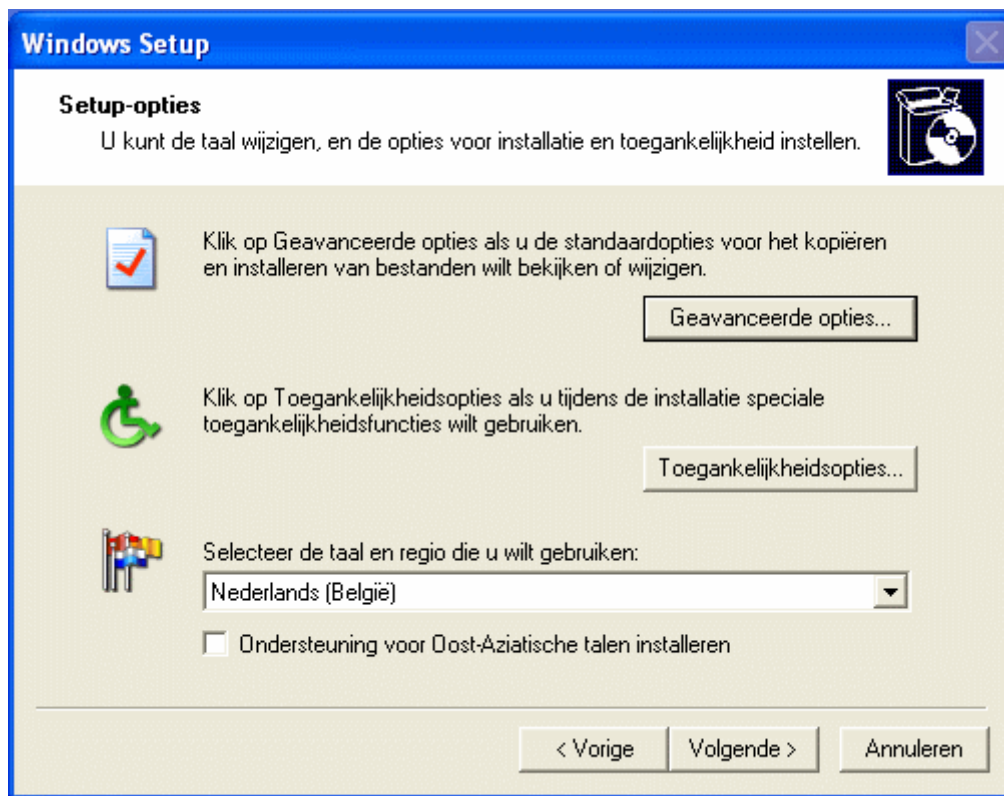 Windows Setup
Setup-opties
U kunt de taal wijzigen, en de opties voor installatie en toegankelijkheid instellen.
Klik op Geavanceerde opties als u de standaardopties voor het kopiëren
en installeren van bestanden wilt bekijken of wijzigen.
Geavanceerde opties...
Klik op Toegankelijkheidsopties als u tijdens de installatie speciale
toegankelijkheidsfuncties wilt gebruiken.
Toegankelijkheidsopties...
Selecteer de taal en regio die u wilt gebruiken:
Nederlands (België)
Ondersteuning voor Oost-Aziatische talen installeren
< Vorige
Volgende >
Annuleren